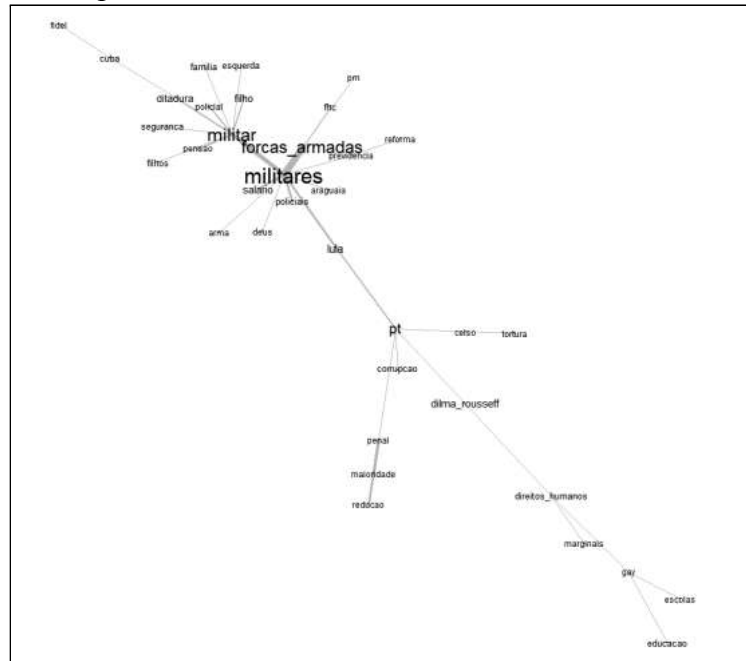 fidel
cuba
familia
esquerda
pm
ditadura
policial
filho
fhc
seguranca
militar
forcas_armadas
reforma
pensao
previdencia
filhos
militares
salario
araguaia
policiais
arma
deus
lula
pt
celso
tortura
corrupcao
dilma_rousseff
penal
maioridade
direitos_humanos
reducao
marginais
gay
escolas
educacao